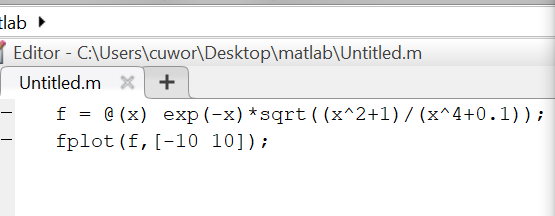 tlab ▶
Editor - C:\Users\cuwor\Desktop\matlab\Untitled.m
Untitled.m × +
f = @(x) exp(-x)*sqrt((x^2+1)/(x^4+0.1));
fplot(f,[-10 10]);